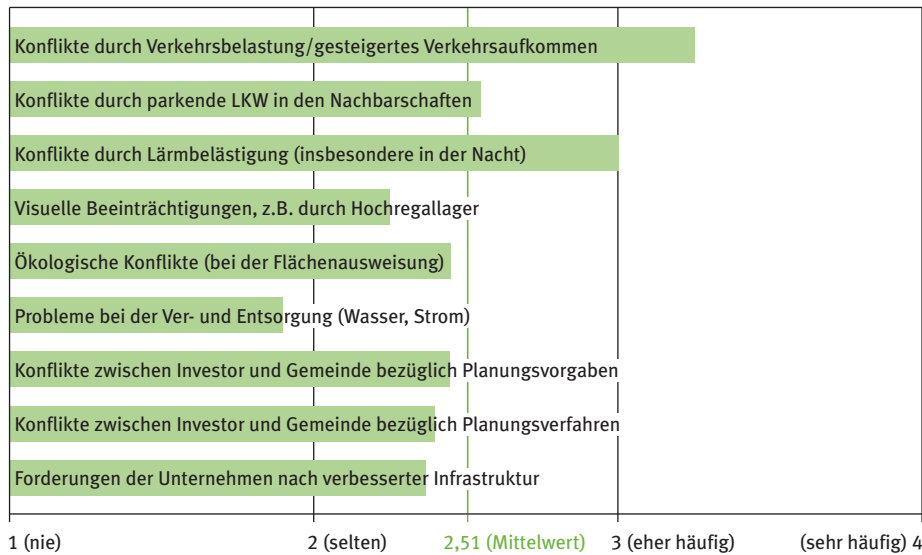 Konflikte durch Verkehrsbelastung/gesteigertes Verkehrsaufkommen
Konflikte durch parkende LKW in den Nachbarschaften
Konflikte durch Lärmbelästigung (insbesondere in der Nacht)
Visuelle Beeinträchtigungen, z.B. durch Hochregallager
Ökologische Konflikte (bei der Flächenausweisung)
Probleme bei der Ver- und Entsorgung (Wasser, Strom)
Konflikte zwischen Investor und Gemeinde bezüglich Planungsvorgaben
Konflikte zwischen Investor und Gemeinde bezüglich Planungsverfahren
Forderungen der Unternehmen nach verbesserter Infrastruktur
1 (nie) 2 (selten) 2,51 (Mittelwert) 3 (eher häufig) (sehr häufig) 4